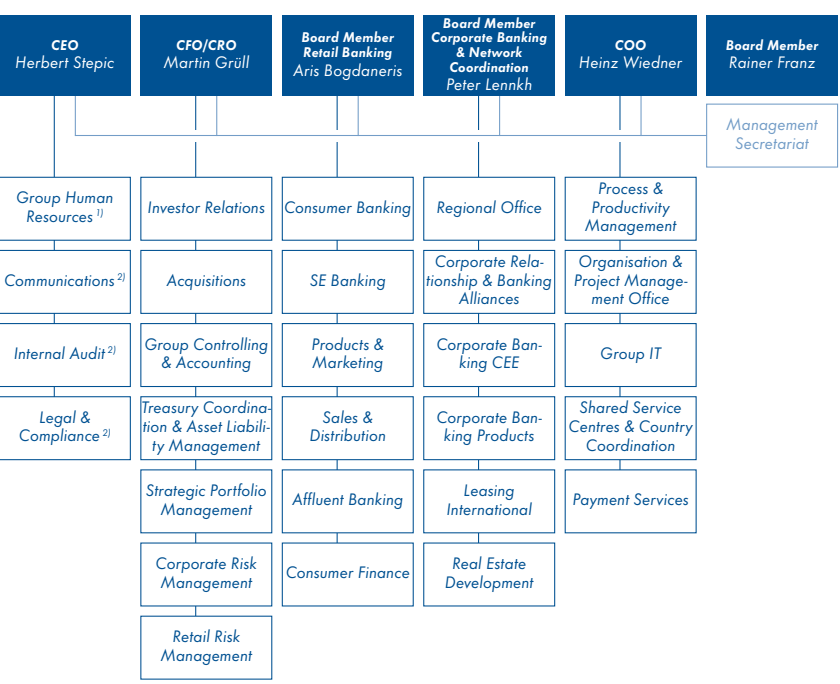 CEO
Herbert Stepic
CFO/CRO
Martin Grüll
Board Member
Retail Banking
Aris Bogdaneris
Board Member
Corporate Banking
& Network
Coordination
Peter Lennkh
COO
Heinz Wiedner
Board Member
Rainer Franz
Management
Secretariat
Group Human
Resources 1)
Communications 2)
Internal Audit 2)
Legal &
Compliance 2)
Investor Relations
Acquisitions
Group Controlling
& Accounting
Treasury Coordina-
tion & Asset Liabili-
ty Management
Strategic Portfolio
Management
Corporate Risk
Management
Retail Risk
Management
Consumer Banking
SE Banking
Products &
Marketing
Sales &
Distribution
Affluent Banking
Consumer Finance
Regional Office
Corporate Rela-
tionship & Banking
Alliances
Corporate Ban-
king CEE
Corporate Ban-
king Products
Leasing
International
Real Estate
Development
Process &
Productivity
Management
Organisation &
Project Manage-
ment Office
Group IT
Shared Service
Centres & Country
Coordination
Payment Services